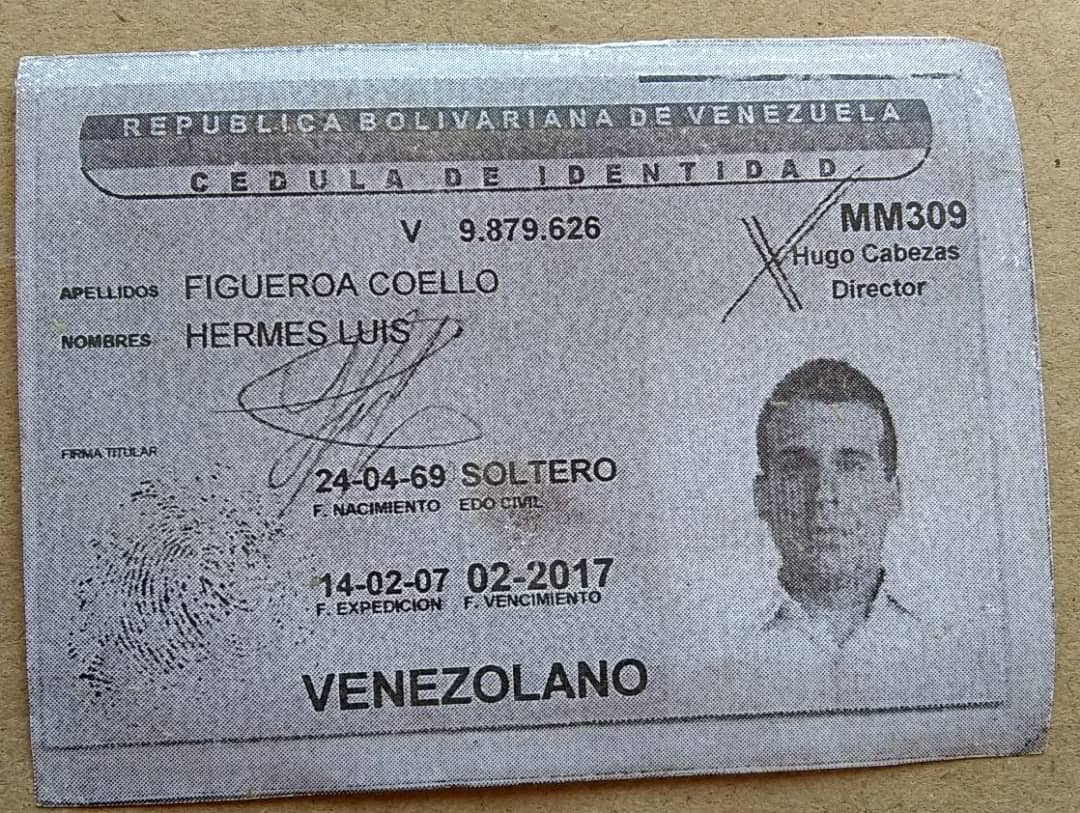 REPUBLICA BOLIVARIANA DE VENEZUELA
CEDULA DE IDENTIDAD
V 9.879.626
MM309
Hugo Cabezas
Director
APELLIDOS FIGUEROA COELLO
NOMBRES HERMES LUIS
FIRMA TITULAR
24-04-69 SOLTERO
F. NACIMIENTO EDO CIVIL
14-02-07 02-2017
F. EXPEDICION F. VENCIMIENTO
VENEZOLANO